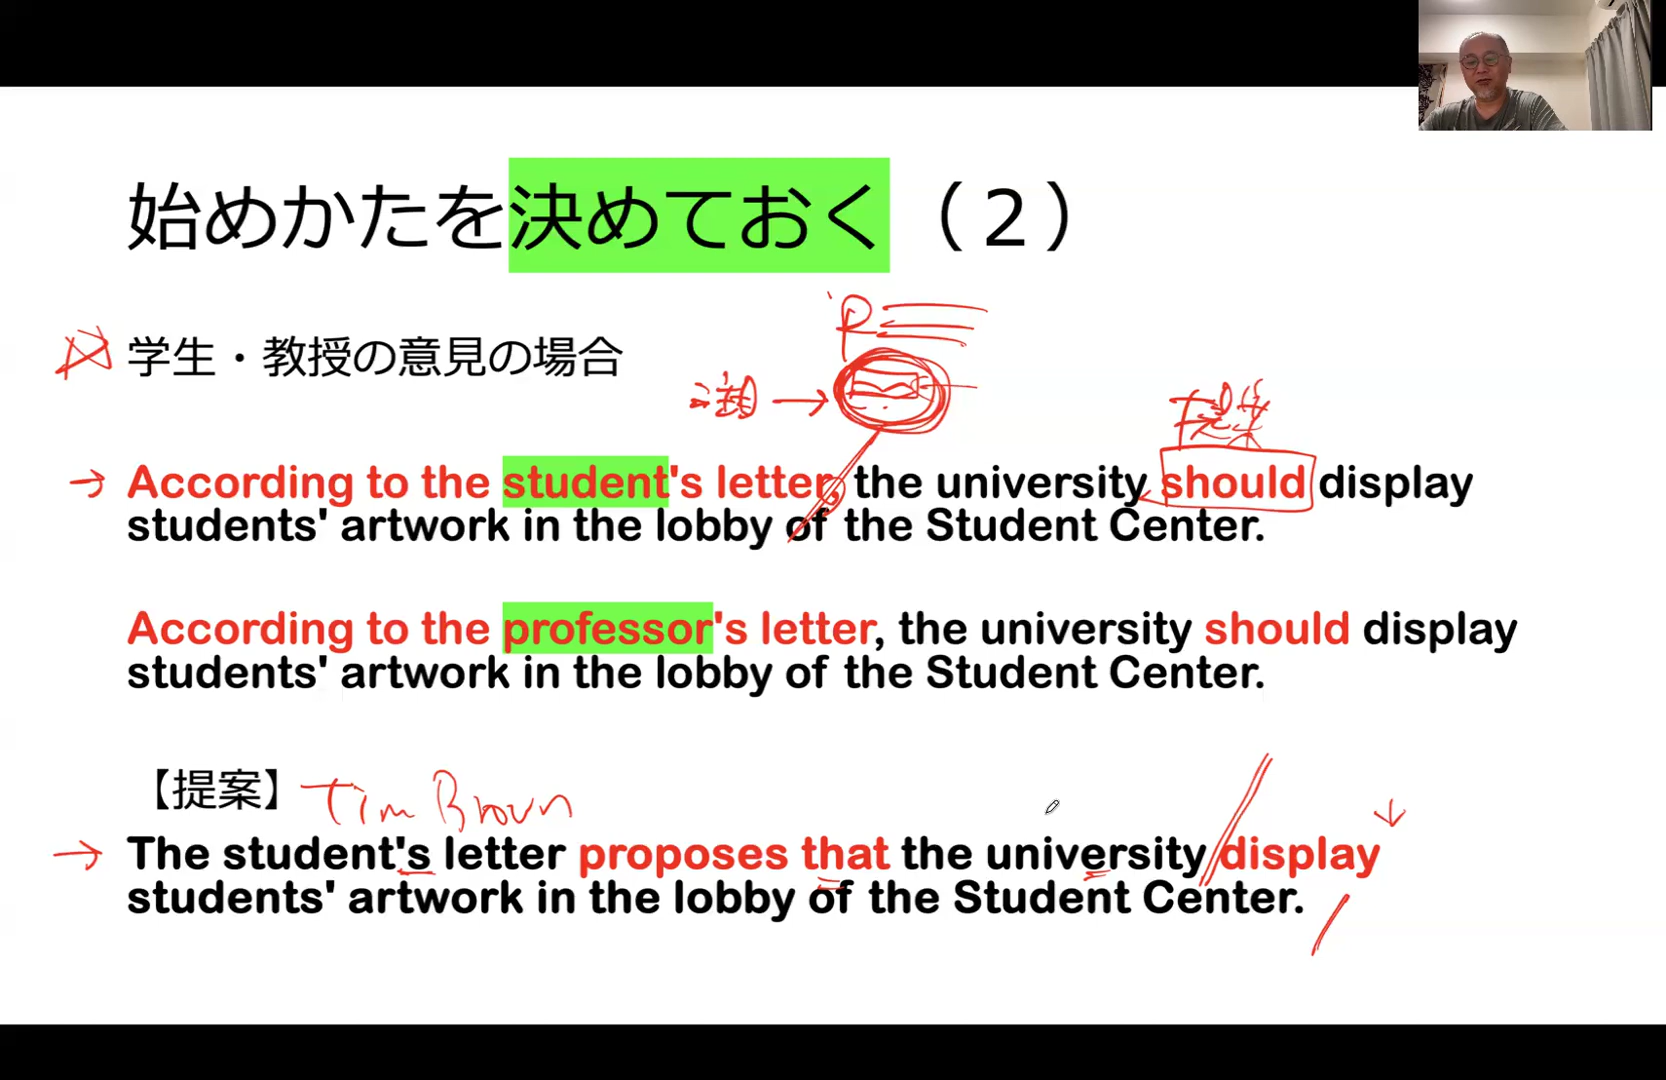 始めかたを決めておく（2）
学生・教授の意見の場合
R
提案
According to the student's letter, the university should display
students' artwork in the lobby of the Student Center.
According to the professor's letter, the university should display
students' artwork in the lobby of the Student Center.
【提案】 Tim Brown
The student's letter proposes that the university display
students' artwork in the lobby of the Student Center.